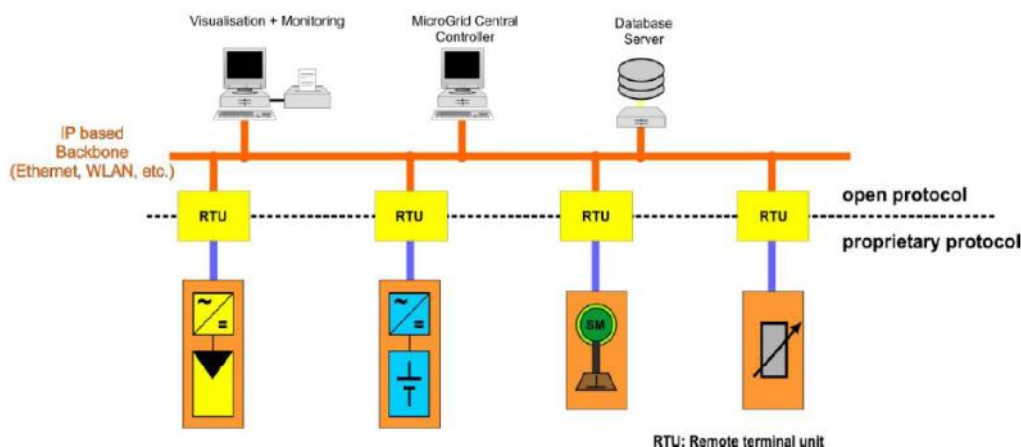 Visualisation + Monitoring
MicroGrid Central
Controller
Database
Server
IP based
Backbone
(Ethernet, WLAN, etc.)
open protocol
RTU
RTU
RTU
RTU
proprietary protocol
~
=
~
=
SM
RTU: Remote terminal unit